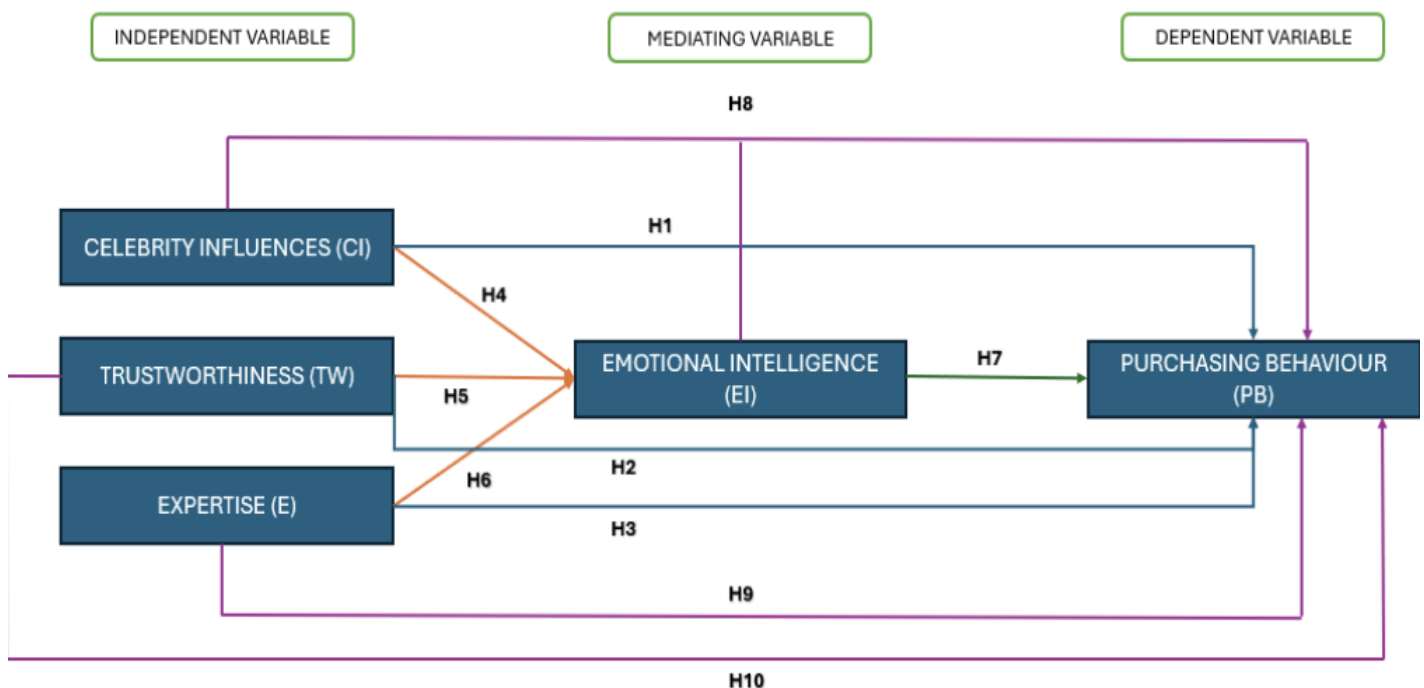 INDEPENDENT VARIABLE
MEDIATING VARIABLE
DEPENDENT VARIABLE
H8
H1
CELEBRITY INFLUENCES (CI)
H4
TRUSTWORTHINESS (TW)
EMOTIONAL INTELLIGENCE
(EI)
H7
PURCHASING BEHAVIOUR
(PB)
H5
H2
H6
EXPERTISE (E)
H3
H9
H10